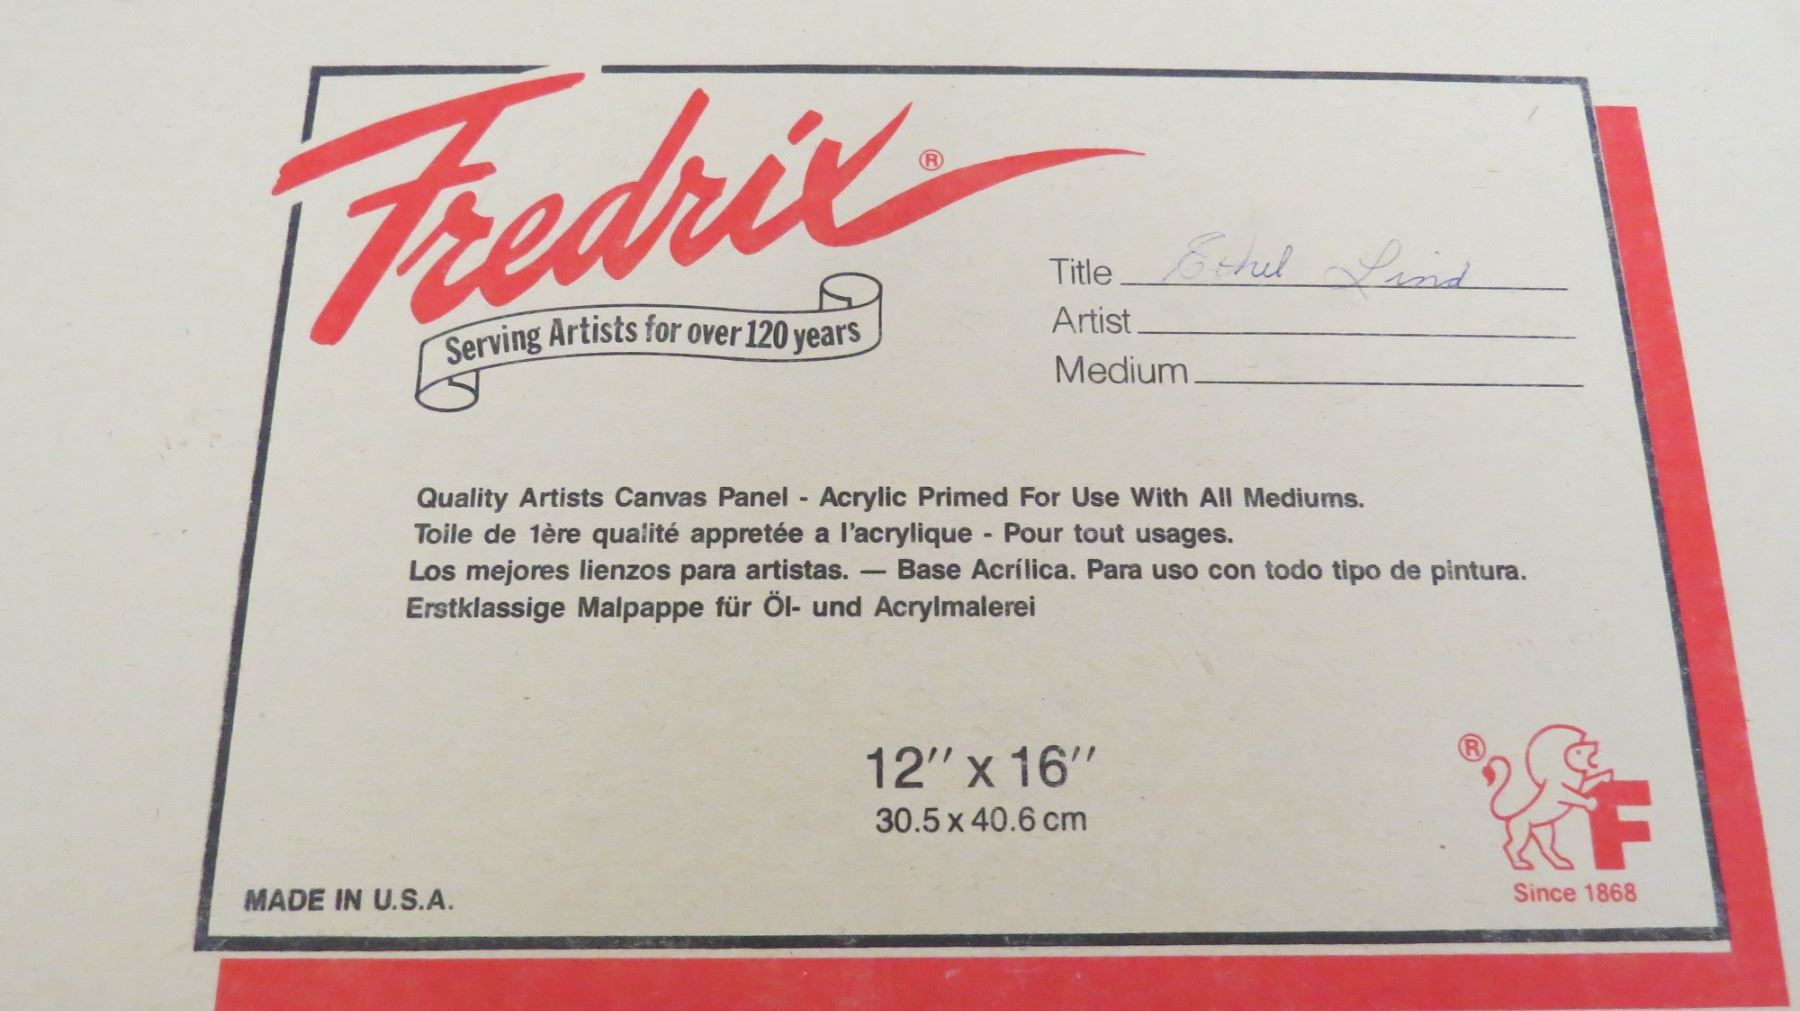 Fredrix®
Serving Artists for over 120 years
Title Ethel Lind
Artist
Medium
Quality Artists Canvas Panel - Acrylic Primed For Use With All Mediums.
Toile de 1ère qualité appretée a l'acrylique - Pour tout usages.
Los mejores lienzos para artistas. — Base Acrílica. Para uso con todo tipo de pintura.
Erstklassige Malpappe für Öl- und Acrylmalerei
12" x 16"
30.5 x 40.6 cm
® F
Since 1868
MADE IN U.S.A.